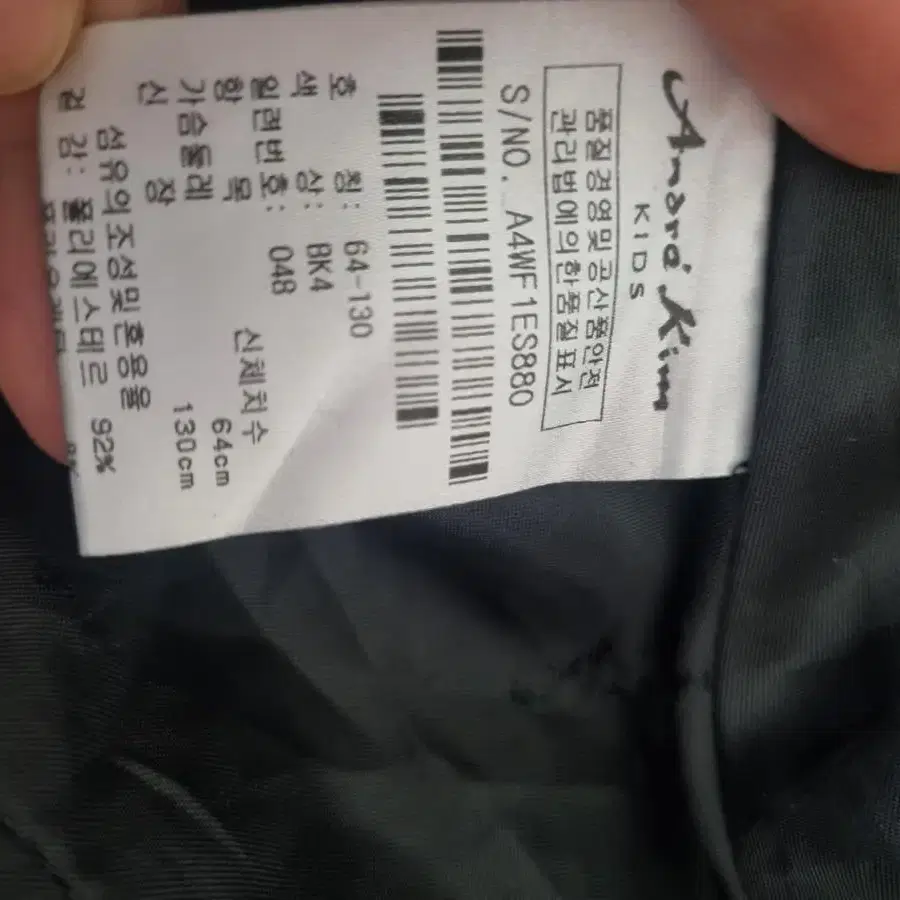 André Kim
KIDS
품질경영및공산품안전
관리법에의한품질표시
S/NO. A4WF1ES880
호 칭: 64-130
색 상: BK4
일련번호: 048
항 목 신체치수
가슴둘레 64cm
신 장 130cm
섬유의조성및혼용율
겉 감: 폴리에스테르 92%